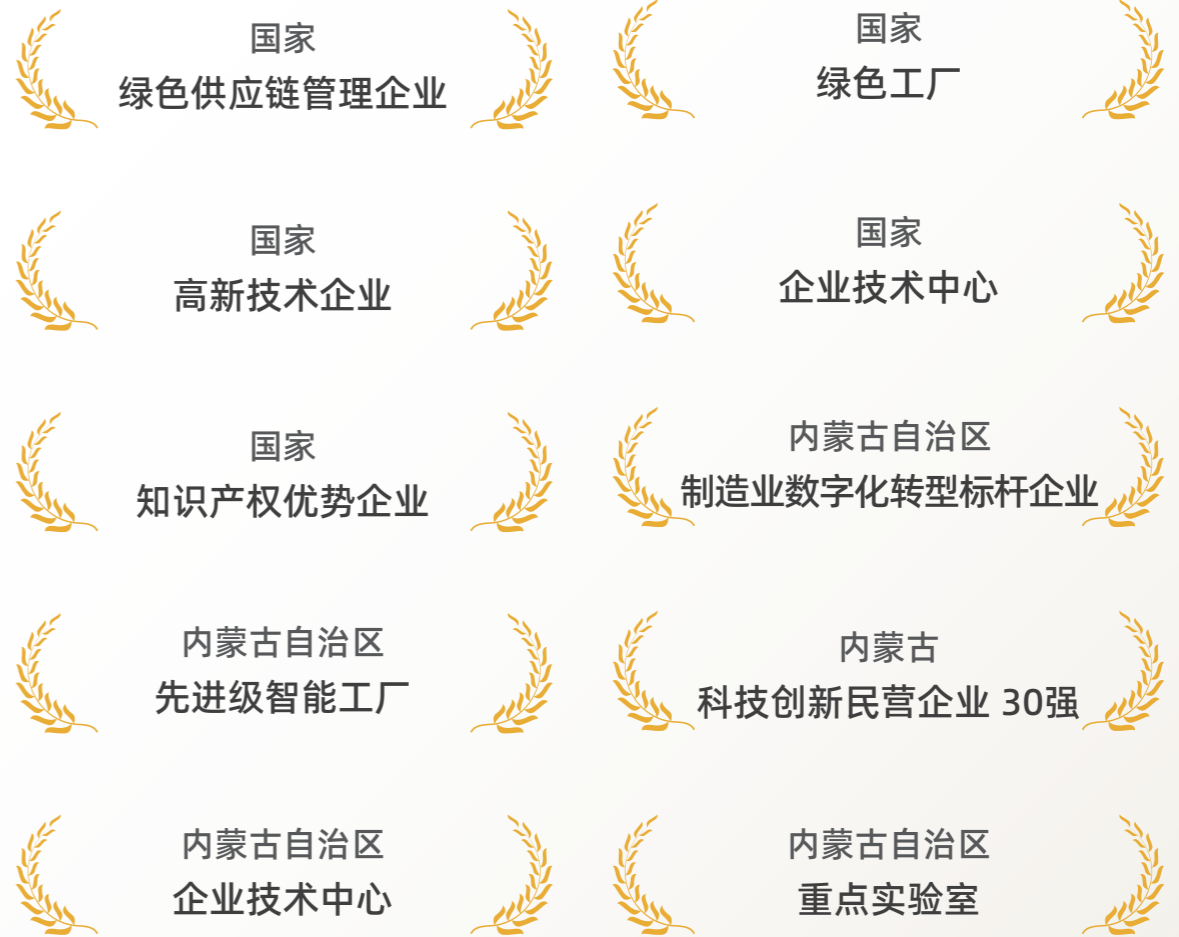 国家
绿色供应链管理企业
国家
绿色工厂
国家
高新技术企业
国家
企业技术中心
国家
知识产权优势企业
内蒙古自治区
制造业数字化转型标杆企业
内蒙古自治区
先进级智能工厂
内蒙古
科技创新民营企业 30强
内蒙古自治区
企业技术中心
内蒙古自治区
重点实验室